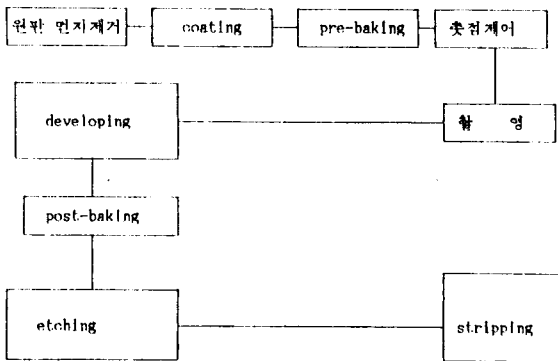 원판 먼지제거
coating
pre-baking
촛점제어
촬 영
developing
post-baking
etching
stripping